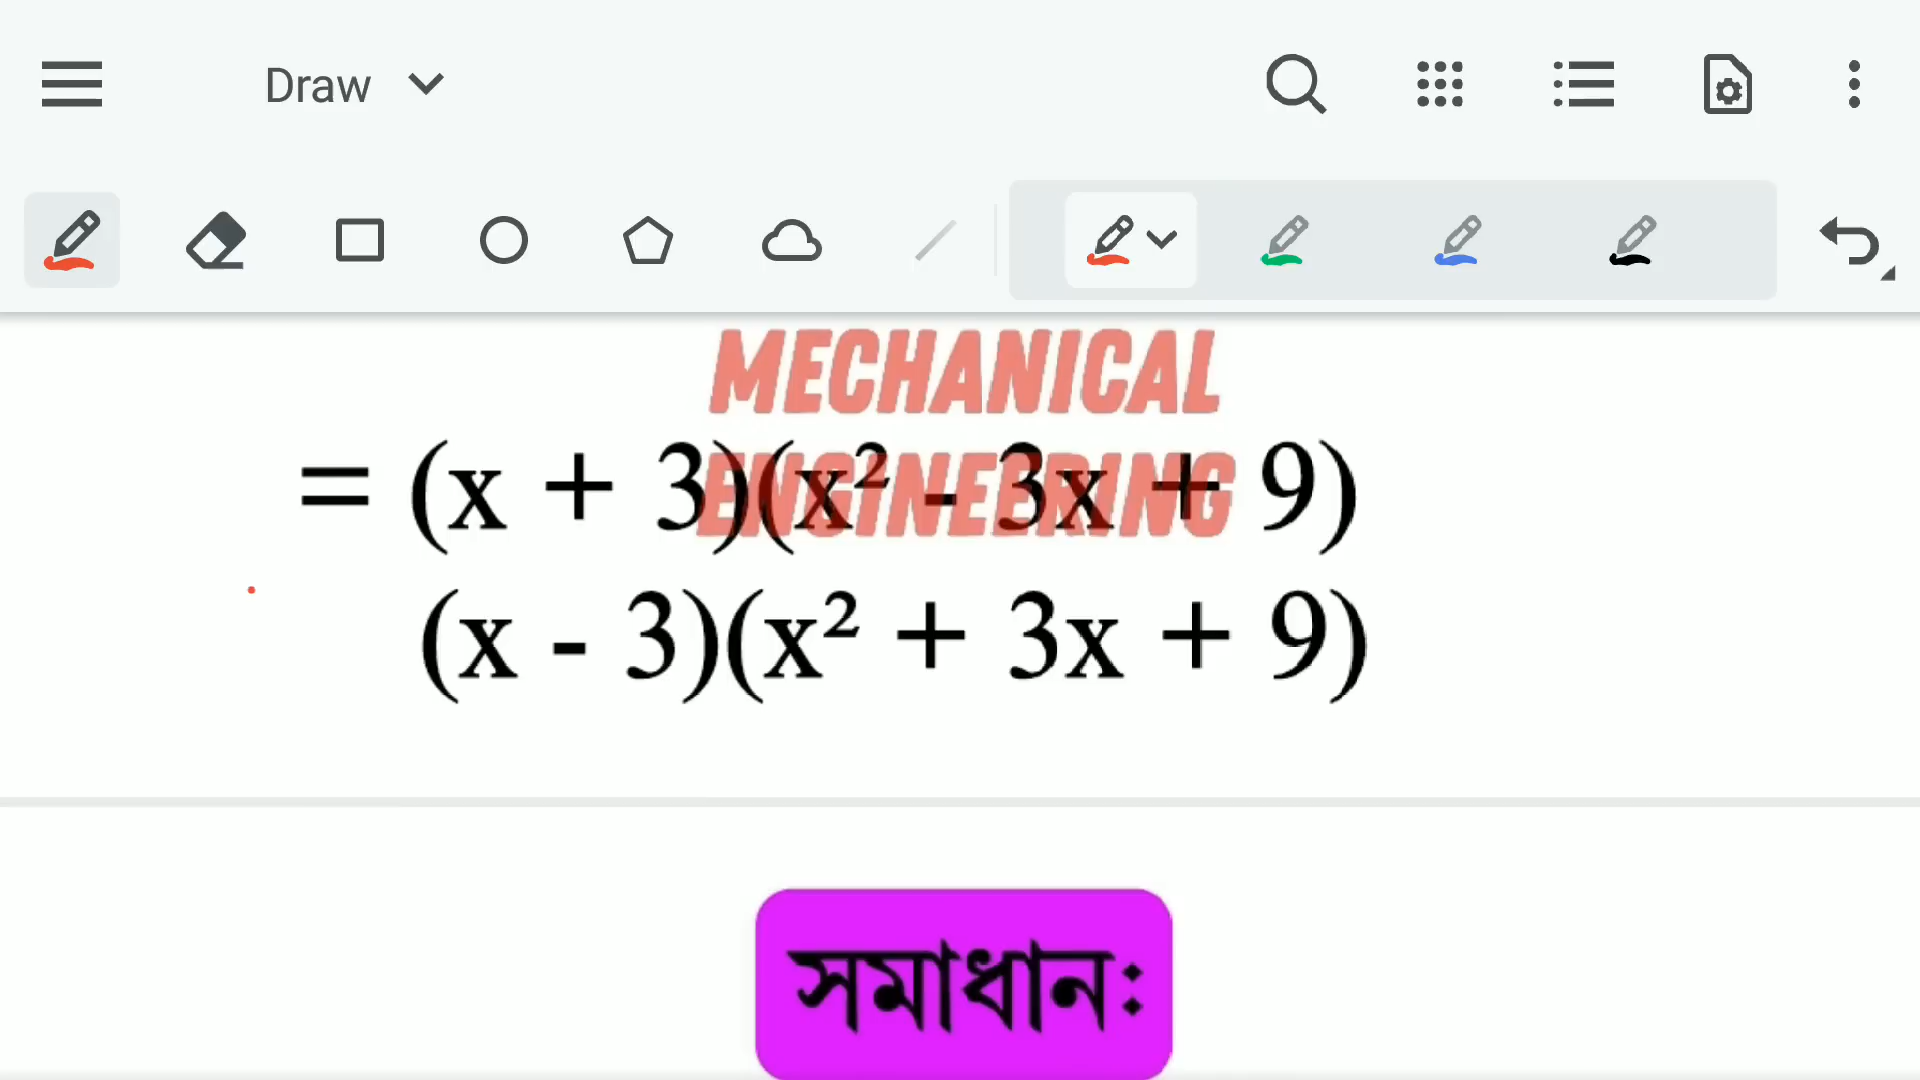 Draw
MECHANICAL
ENGINEERING
= (x + 3)(x² - 3x + 9)
(x - 3)(x² + 3x + 9)
সমাধানঃ